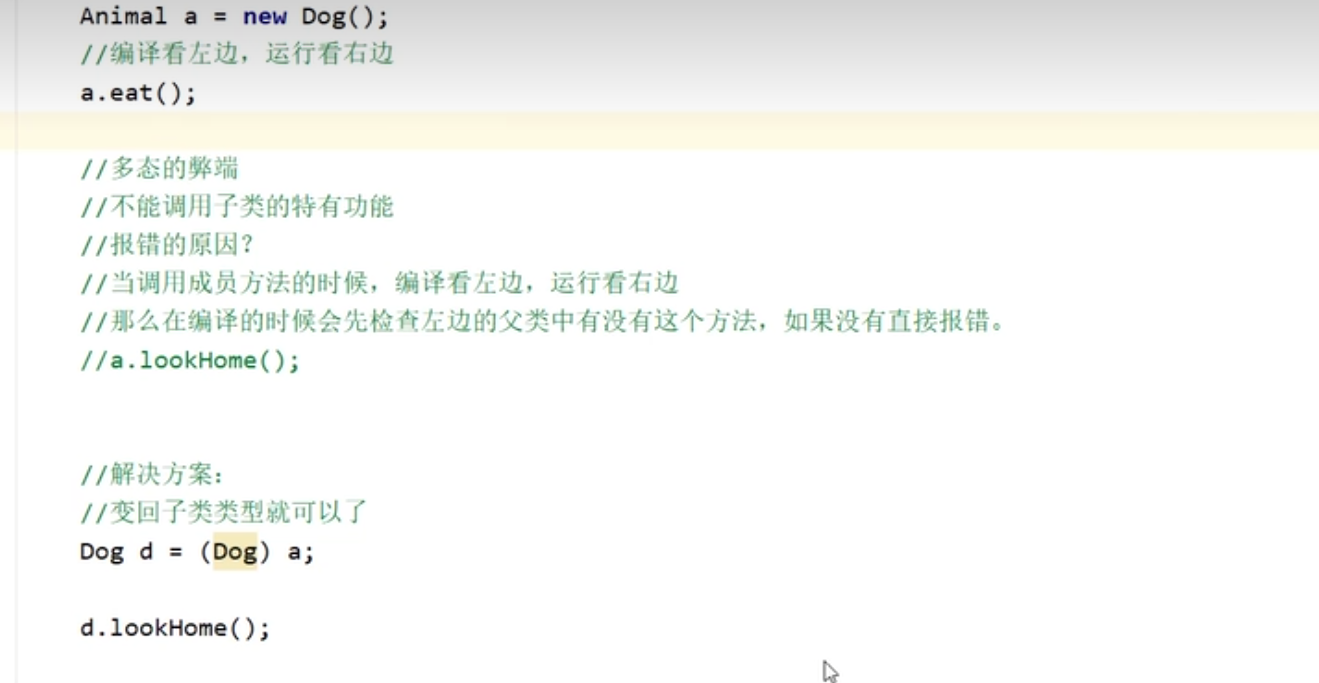 Animal a = new Dog();
//编译看左边，运行看右边
a.eat();
//多态的弊端
//不能调用子类的特有功能
//报错的原因？
//当调用成员方法的时候，编译看左边，运行看右边
//那么在编译的时候会先检查左边的父类中有没有这个方法，如果没有直接报错。
//a.lookHome();
//解决方案：
//变回子类类型就可以了
Dog d = (Dog) a;
d.lookHome();